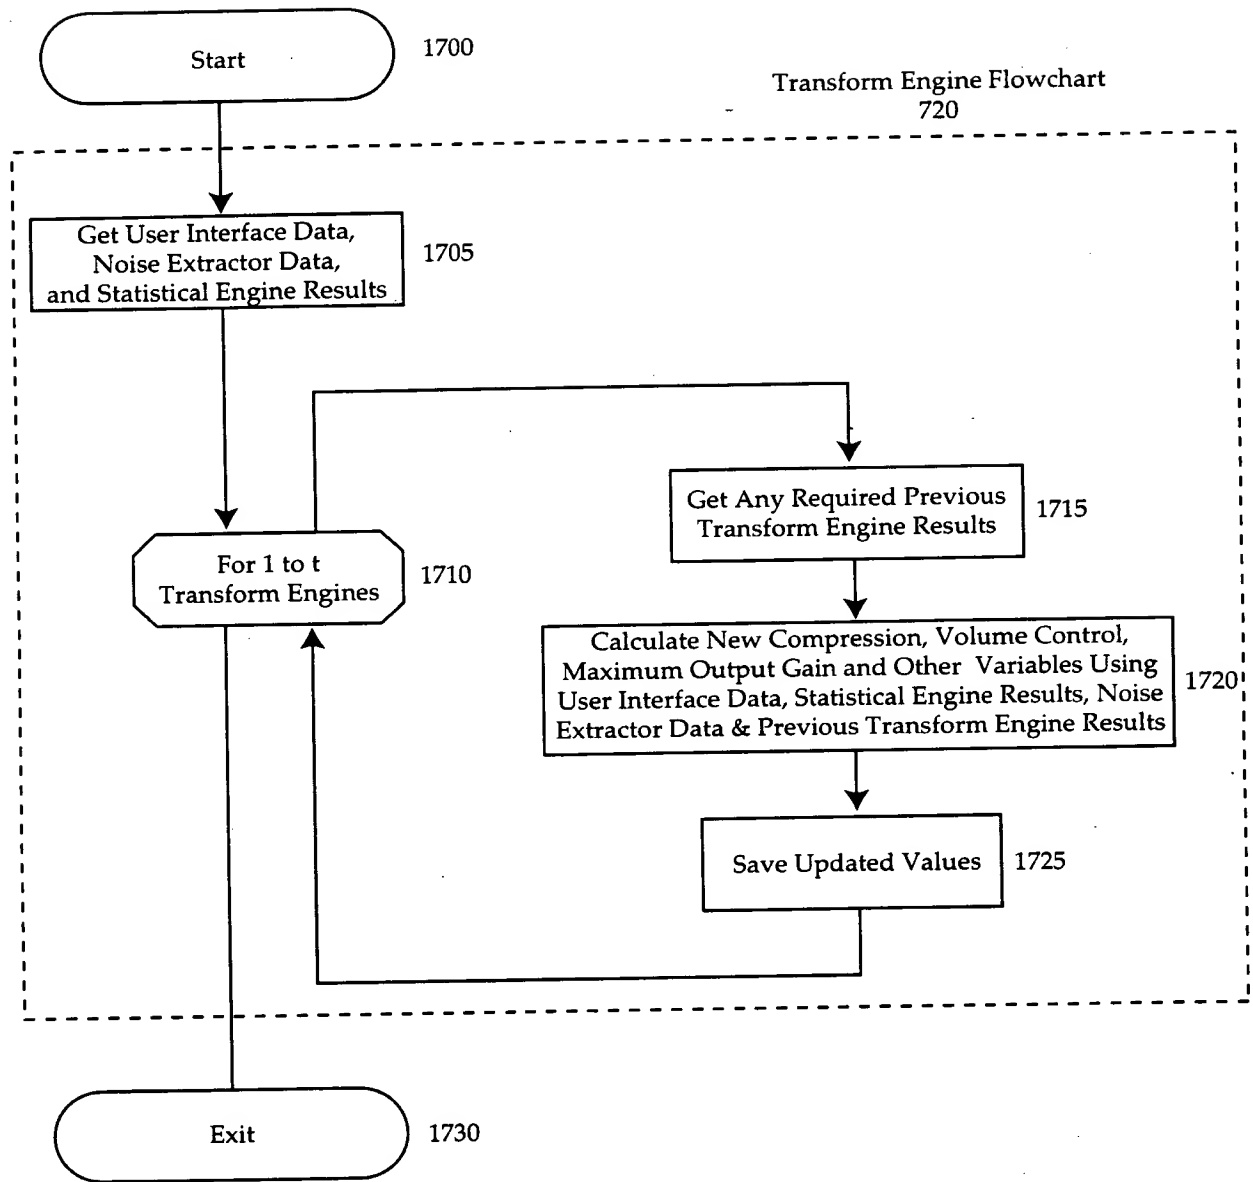 Start
1700
Transform Engine Flowchart
720
Get User Interface Data,
Noise Extractor Data,
and Statistical Engine Results
1705
For 1 to t
Transform Engines
1710
Get Any Required Previous
Transform Engine Results
1715
Calculate New Compression, Volume Control,
Maximum Output Gain and Other Variables Using
User Interface Data, Statistical Engine Results, Noise
Extractor Data & Previous Transform Engine Results
1720
Save Updated Values
1725
Exit
1730